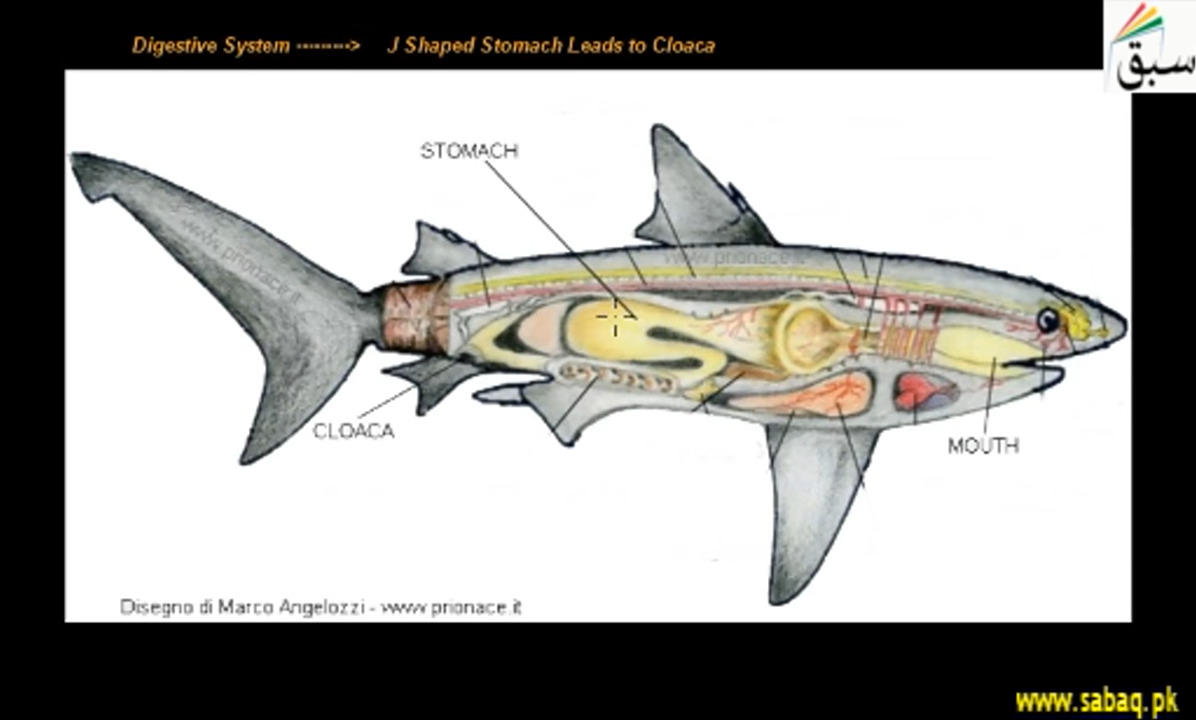 Digestive System ---------> J Shaped Stomach Leads to Cloaca
سبق
STOMACH
www.prionace.it
www.prionace.it
CLOACA
MOUTH
Disegno di Marco Angelozzi - www prionace.it
www.sabaq.pk